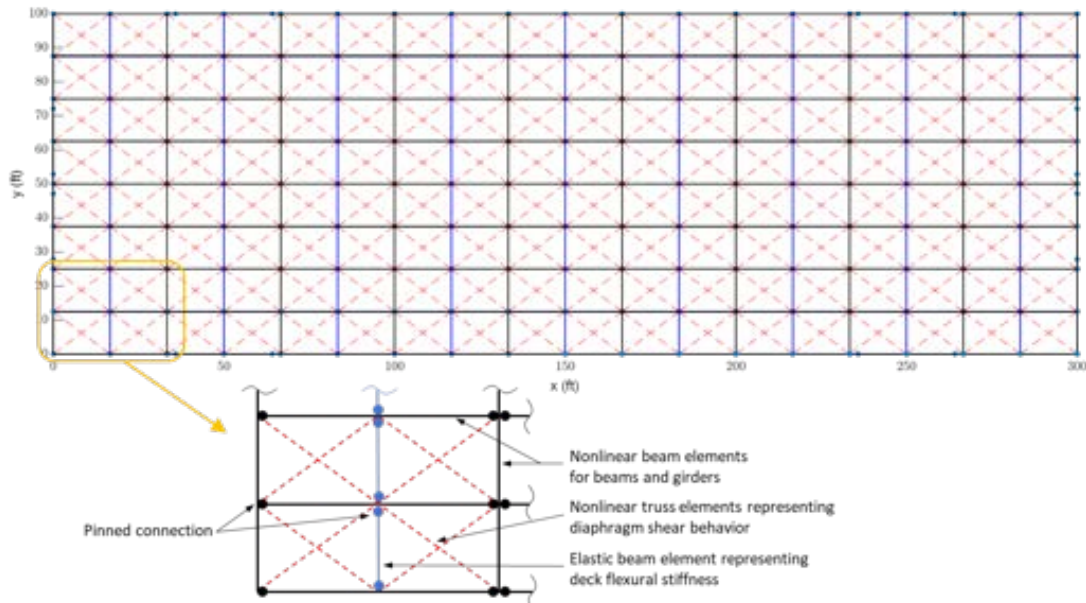 100
90
80
70
60
50
40
30
20
0
0
y (ft)
0
50
100
150
200
250
300
x (ft)
Nonlinear beam elements
for beams and girders
Nonlinear truss elements representing
diaphragm shear behavior
Pinned connection
Elastic beam element representing
deck flexural stiffness